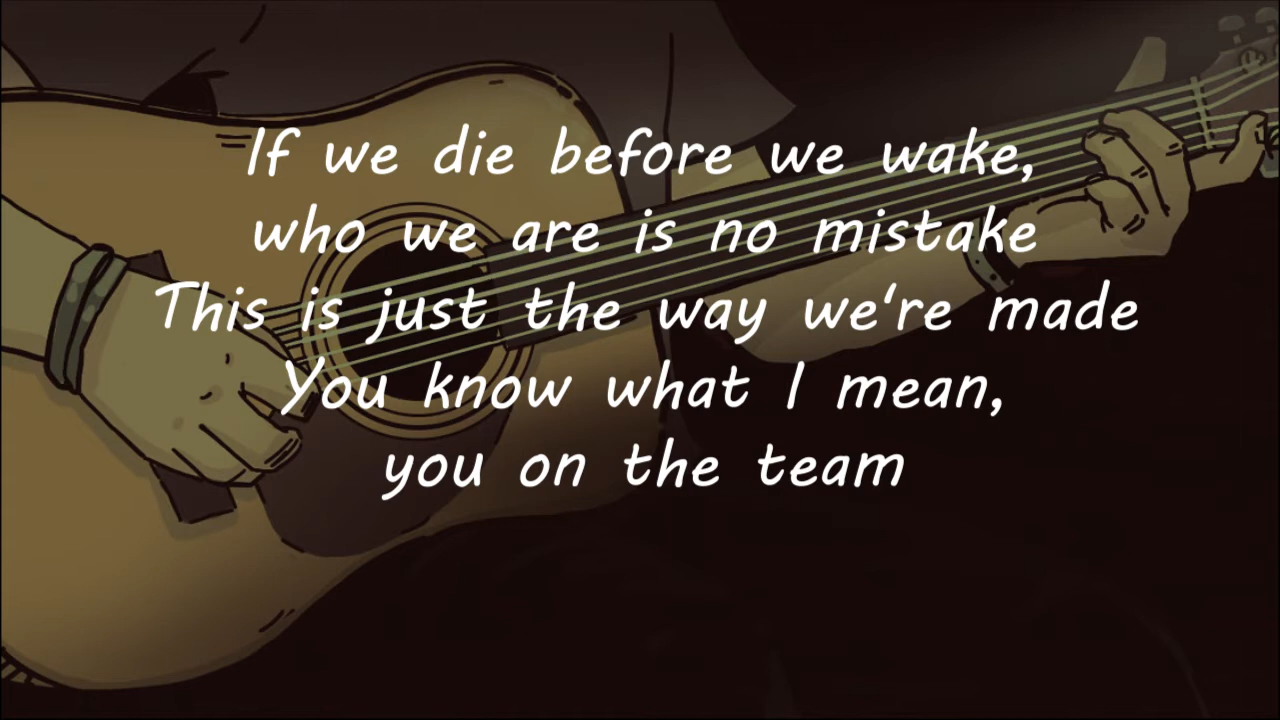 If we die before we wake,
who we are is no mistake
This is just the way we're made
You know what I mean,
you on the team